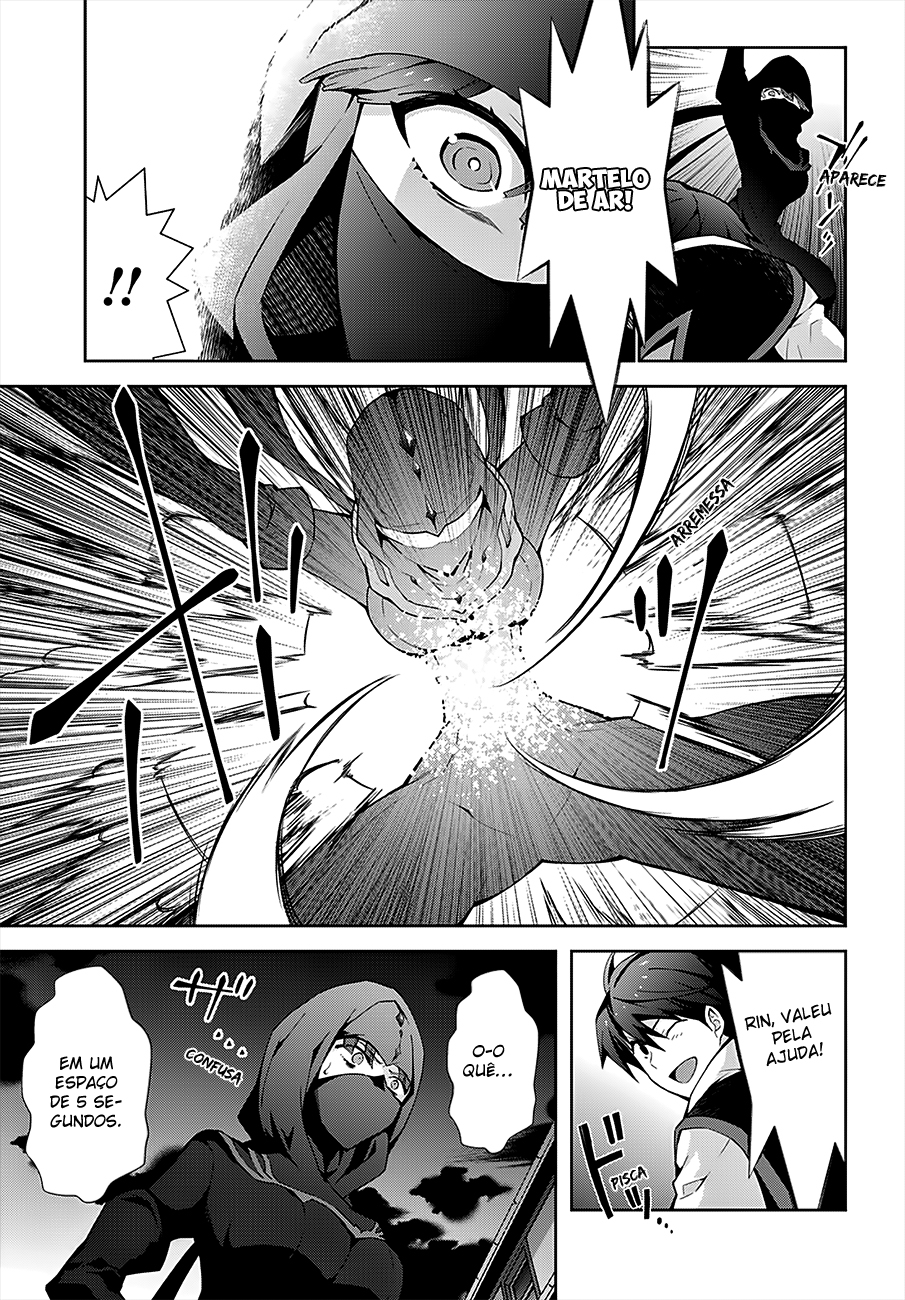 APARECE
MARTELO
DE AR!
!!
ARREMESSA
RIN, VALEU
PELA
AJUDA!
PISCA
O-O
QUÊ...
CONFUSA
EM UM
ESPAÇO
DE 5 SE-
GUNDOS.